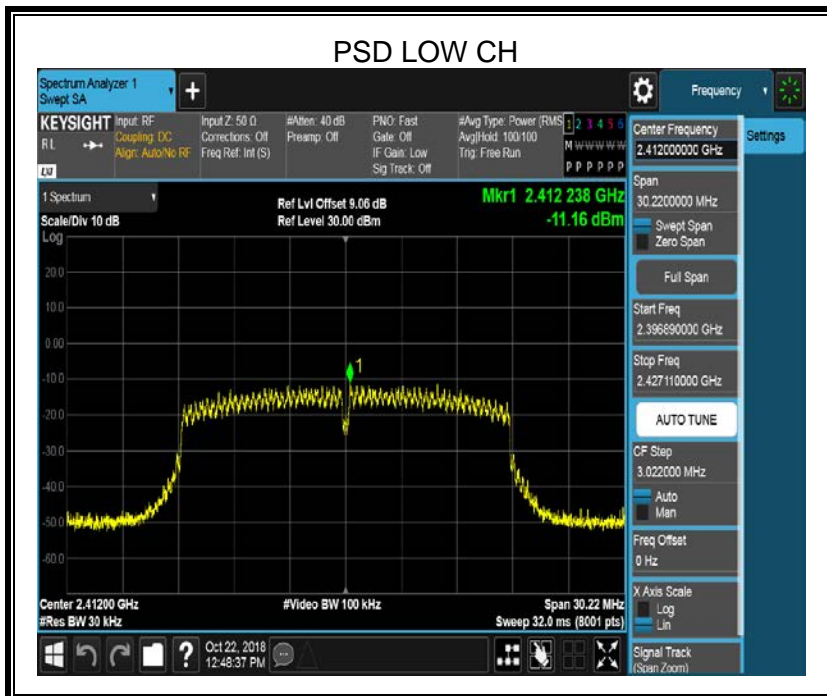 PSD LOW CH
Spectrum Analyzer 1
Swept SA
+
Frequency
KEYSIGHT
RL
LXI
Input: RF
Coupling: DC
Align: Auto/No RF
Input Z: 50 Ω
Corrections: Off
Freq Ref: Int (S)
#Atten: 40 dB
Preamp: Off
PNO: Fast
Gate: Off
IF Gain: Low
Sig Track: Off
#Avg Type: Power (RMS
Avg|Hold: 100/100
Trig: Free Run
1 2 3 4 5 6
M W W W W W
P P P P P P
1 Spectrum
Scale/Div 10 dB
Ref Lvl Offset 9.06 dB
Ref Level 30.00 dBm
Mkr1 2.412 238 GHz
-11.16 dBm
Log
20.0
10.0
0.00
-10.0
-20.0
-30.0
-40.0
-50.0
-60.0
1
Center 2.41200 GHz
#Res BW 30 kHz
#Video BW 100 kHz
Span 30.22 MHz
Sweep 32.0 ms (8001 pts)
Center Frequency
2.412000000 GHz
Settings
Span
30.2200000 MHz
Swept Span
Zero Span
Full Span
Start Freq
2.396890000 GHz
Stop Freq
2.427110000 GHz
AUTO TUNE
CF Step
3.022000 MHz
Auto
Man
Freq Offset
0 Hz
X Axis Scale
Log
Lin
Signal Track
(Span Zoom)
?
Oct 22, 2018
12:48:37 PM